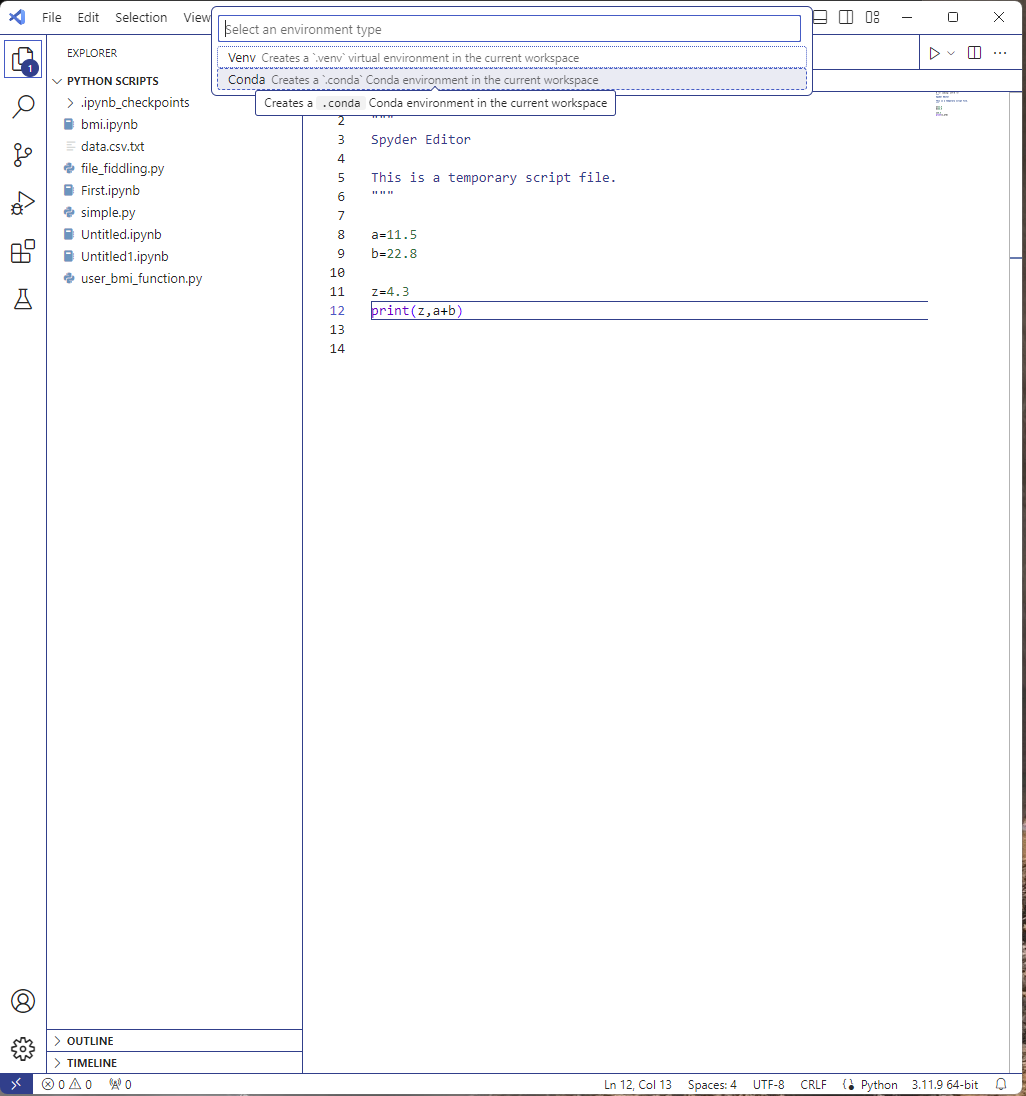 File Edit Selection View
Select an environment type
Venv Creates a `.venv` virtual environment in the current workspace
Conda Creates a `.conda` Conda environment in the current workspace
Creates a .conda Conda environment in the current workspace
EXPLORER
1
PYTHON SCRIPTS
.ipynb_checkpoints
bmi.ipynb
data.csv.txt
file_fiddling.py
First.ipynb
simple.py
Untitled.ipynb
Untitled1.ipynb
user_bmi_function.py
2 """
3 Spyder Editor
4
5 This is a temporary script file.
6 """
7
8 a=11.5
9 b=22.8
10
11 z=4.3
12 print(z,a+b)
13
14
OUTLINE
TIMELINE
0 0 0 Ln 12, Col 13 Spaces: 4 UTF-8 CRLF Python 3.11.9 64-bit